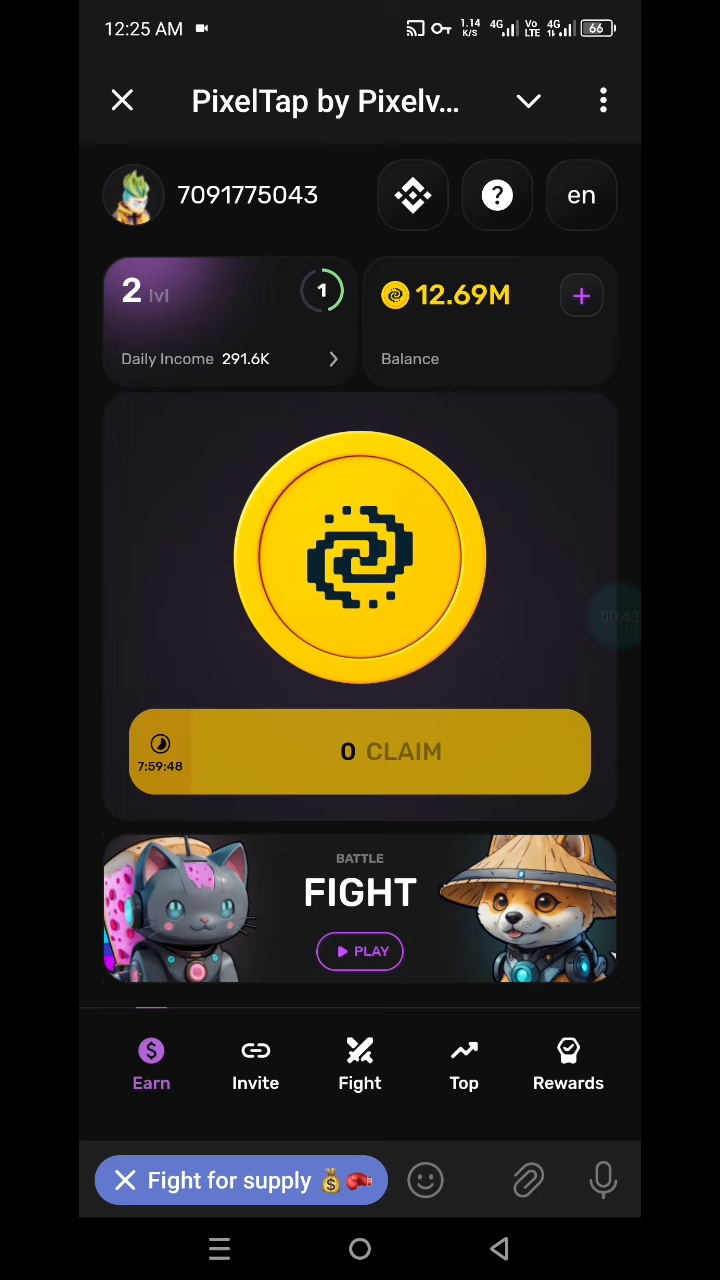 12:25 AM
1.14 K/S 4G Vo LTE 4G 66
PixelTap by Pixelv...
7091775043
en
2 lvl
1
12.69M
Daily Income 291.6K
Balance
00:43
7:59:48
0 CLAIM
BATTLE
FIGHT
PLAY
Earn
Invite
Fight
Top
Rewards
Fight for supply 💰🥊